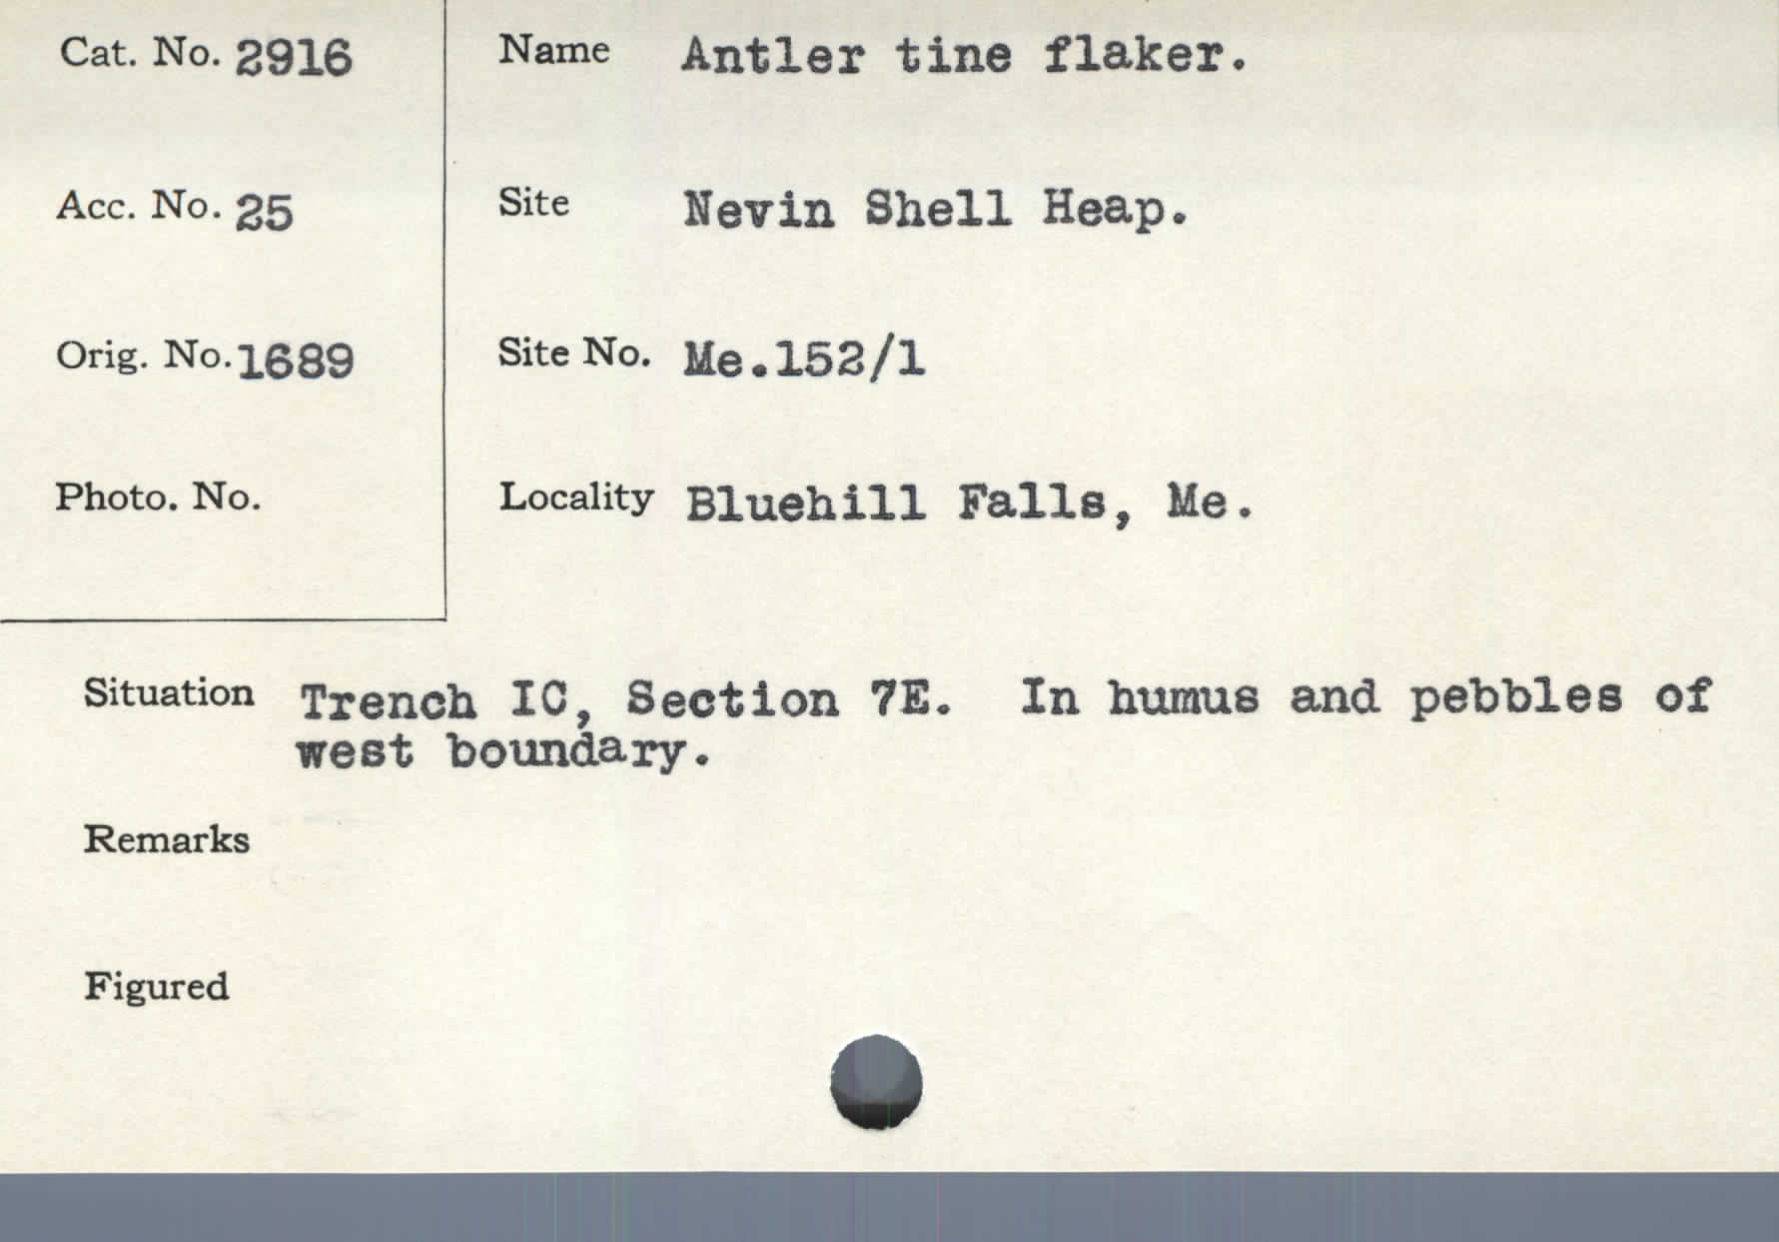 Cat. No. 2916
Name Antler tine flaker.
Acc. No. 25
Site Nevin Shell Heap.
Orig. No. 1689
Site No. Me.152/1
Photo. No.
Locality Bluehill Falls, Me.
Situation Trench IC, Section 7E. In humus and pebbles of
west boundary.
Remarks
Figured